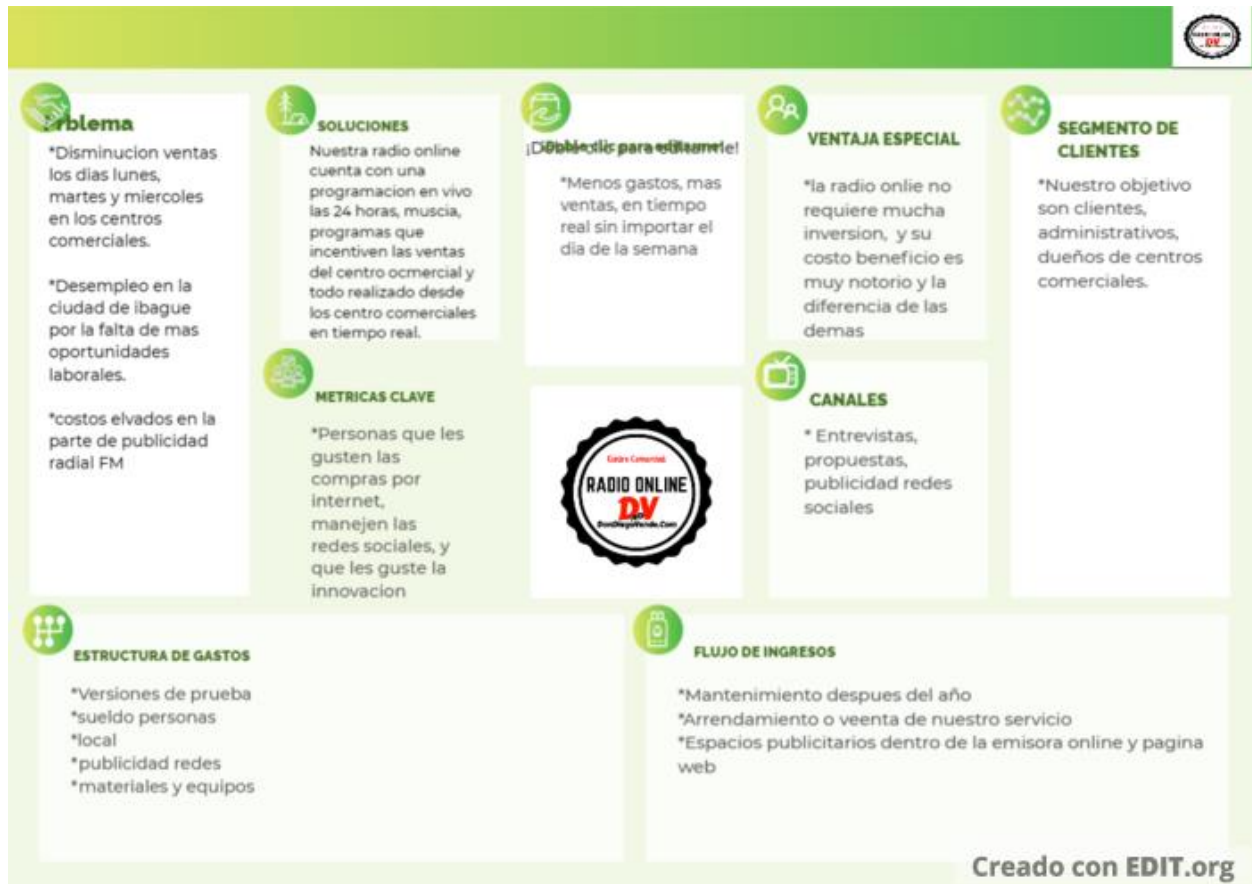 Prblema
*Disminucion ventas
los dias lunes,
martes y miercoles
en los centros
comerciales.
*Desempleo en la
ciudad de ibague
por la falta de mas
oportunidades
laborales.
*costos elvados en la
parte de publicidad
radial FM
SOLUCIONES
Nuestra radio online
cuenta con una
programacion en vivo
las 24 horas, muscia,
programas que
incentiven las ventas
del centro ocmercial y
todo realizado desde
los centro comerciales
en tiempo real.
METRICAS CLAVE
*Personas que les
gusten las
compras por
internet,
manejen las
redes sociales, y
que les guste la
innovacion
¡Doble clic para editarme!
*Menos gastos, mas
ventas, en tiempo
real sin importar el
dia de la semana
RADIO ONLINE
DV
DonDiegoVende.Com
VENTAJA ESPECIAL
*la radio onlie no
requiere mucha
inversion, y su
costo beneficio es
muy notorio y la
diferencia de las
demas
CANALES
* Entrevistas,
propuestas,
publicidad redes
sociales
SEGMENTO DE
CLIENTES
*Nuestro objetivo
son clientes,
administrativos,
dueños de centros
comerciales.
ESTRUCTURA DE GASTOS
*Versiones de prueba
*sueldo personas
*local
*publicidad redes
*materiales y equipos
FLUJO DE INGRESOS
*Mantenimiento despues del año
*Arrendamiento o veenta de nuestro servicio
*Espacios publicitarios dentro de la emisora online y pagina
web
Creado con EDIT.org